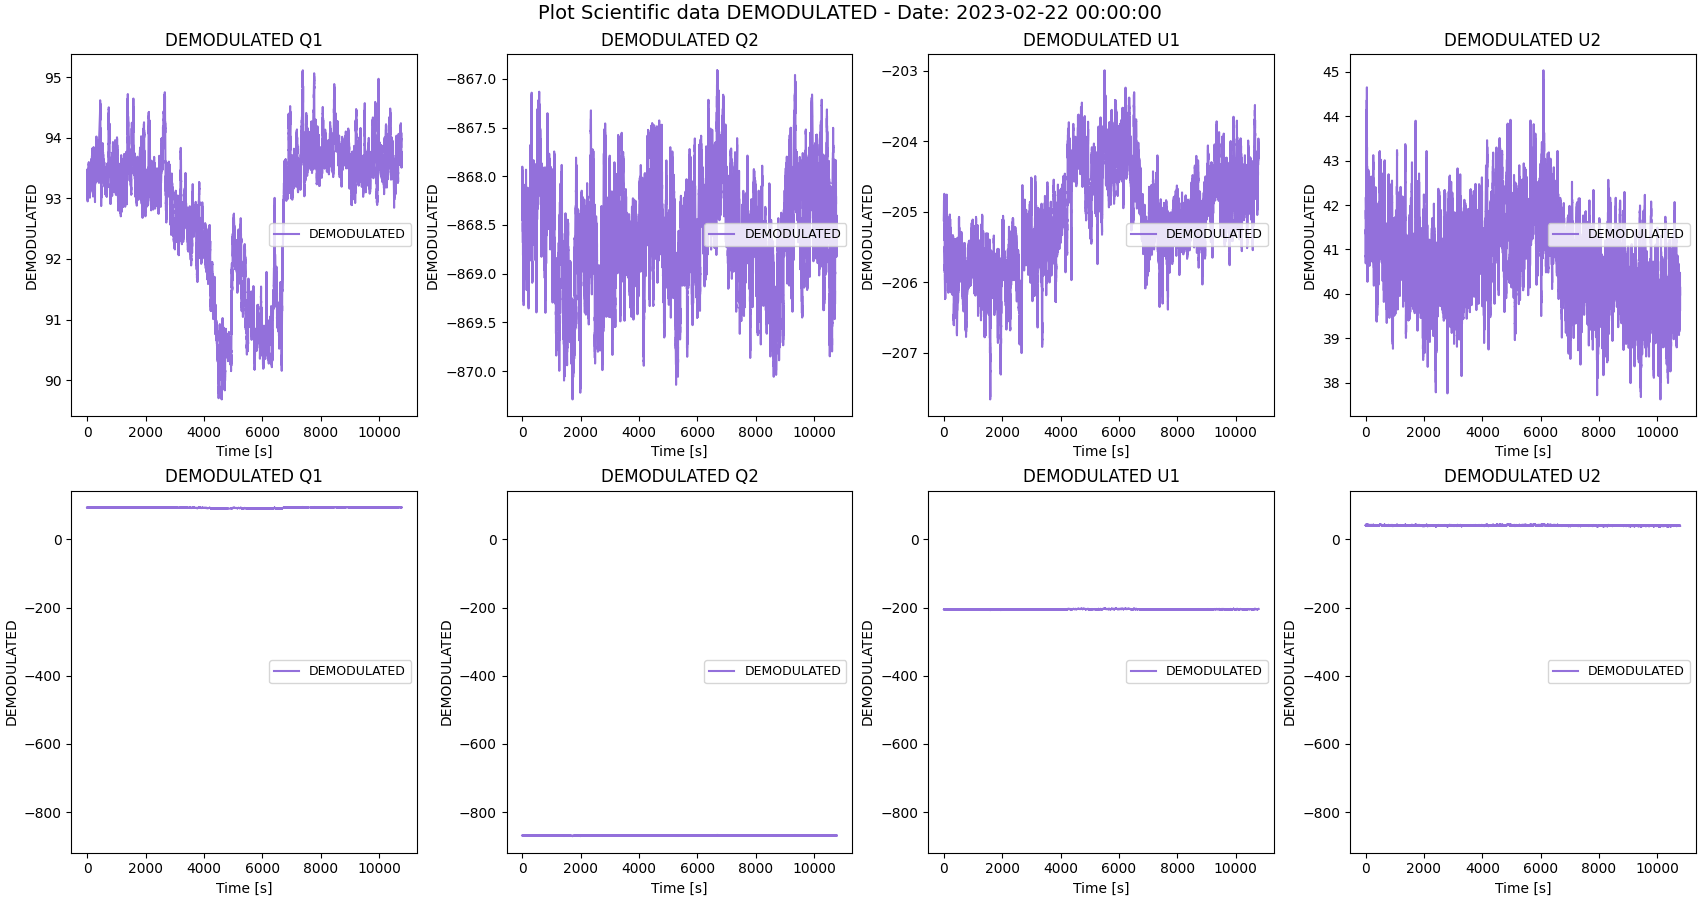 Plot Scientific data DEMODULATED - Date: 2023-02-22 00:00:00
DEMODULATED Q1
DEMODULATED
95
94
93
92
91
90
DEMODULATED
0 2000 4000 6000 8000 10000
Time [s]
DEMODULATED Q2
DEMODULATED
−867.0
−867.5
−868.0
−868.5
−869.0
−869.5
−870.0
DEMODULATED
0 2000 4000 6000 8000 10000
Time [s]
DEMODULATED U1
DEMODULATED
−203
−204
−205
−206
−207
DEMODULATED
0 2000 4000 6000 8000 10000
Time [s]
DEMODULATED U2
DEMODULATED
45
44
43
42
41
40
39
38
DEMODULATED
0 2000 4000 6000 8000 10000
Time [s]
DEMODULATED Q1
DEMODULATED
0
−200
−400
−600
−800
DEMODULATED
0 2000 4000 6000 8000 10000
Time [s]
DEMODULATED Q2
DEMODULATED
0
−200
−400
−600
−800
DEMODULATED
0 2000 4000 6000 8000 10000
Time [s]
DEMODULATED U1
DEMODULATED
0
−200
−400
−600
−800
DEMODULATED
0 2000 4000 6000 8000 10000
Time [s]
DEMODULATED U2
DEMODULATED
0
−200
−400
−600
−800
DEMODULATED
0 2000 4000 6000 8000 10000
Time [s]